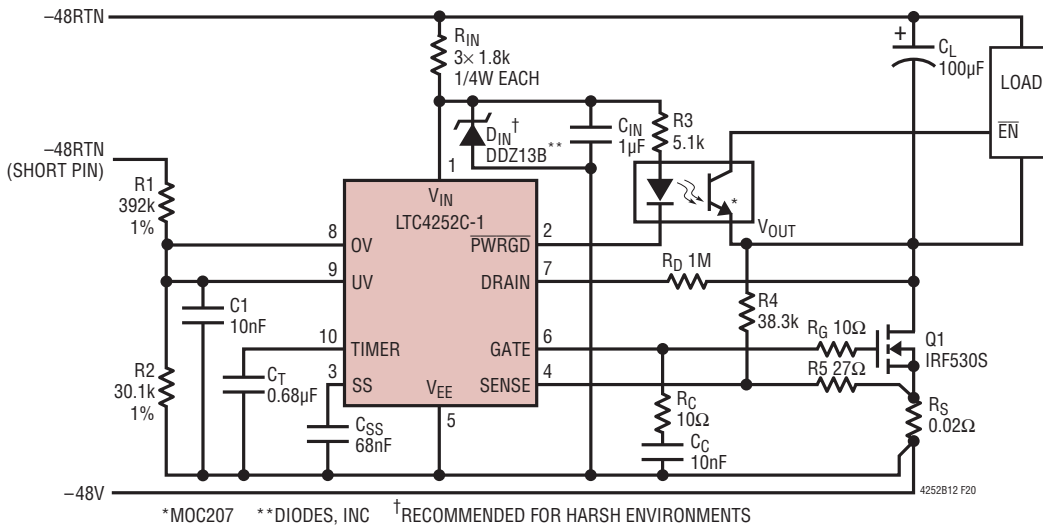 −48RTN
RIN
3× 1.8k
1/4W EACH
+
CL
100µF
LOAD
EN
DIN†
DDZ13B**
CIN
1µF
R3
5.1k
−48RTN
(SHORT PIN)
R1
392k
1%
1
VIN
LTC4252C-1
*
VOUT
8
OV
PWRGD
2
9
UV
DRAIN
7
RD 1M
R4
38.3k
C1
10nF
10
TIMER
GATE
6
RG 10Ω
Q1
IRF530S
R2
30.1k
1%
CT
0.68µF
3
SS
VEE
SENSE
4
R5 27Ω
5
CSS
68nF
RC
10Ω
CC
10nF
RS
0.02Ω
−48V
4252B12 F20
*MOC207 **DIODES, INC †RECOMMENDED FOR HARSH ENVIRONMENTS